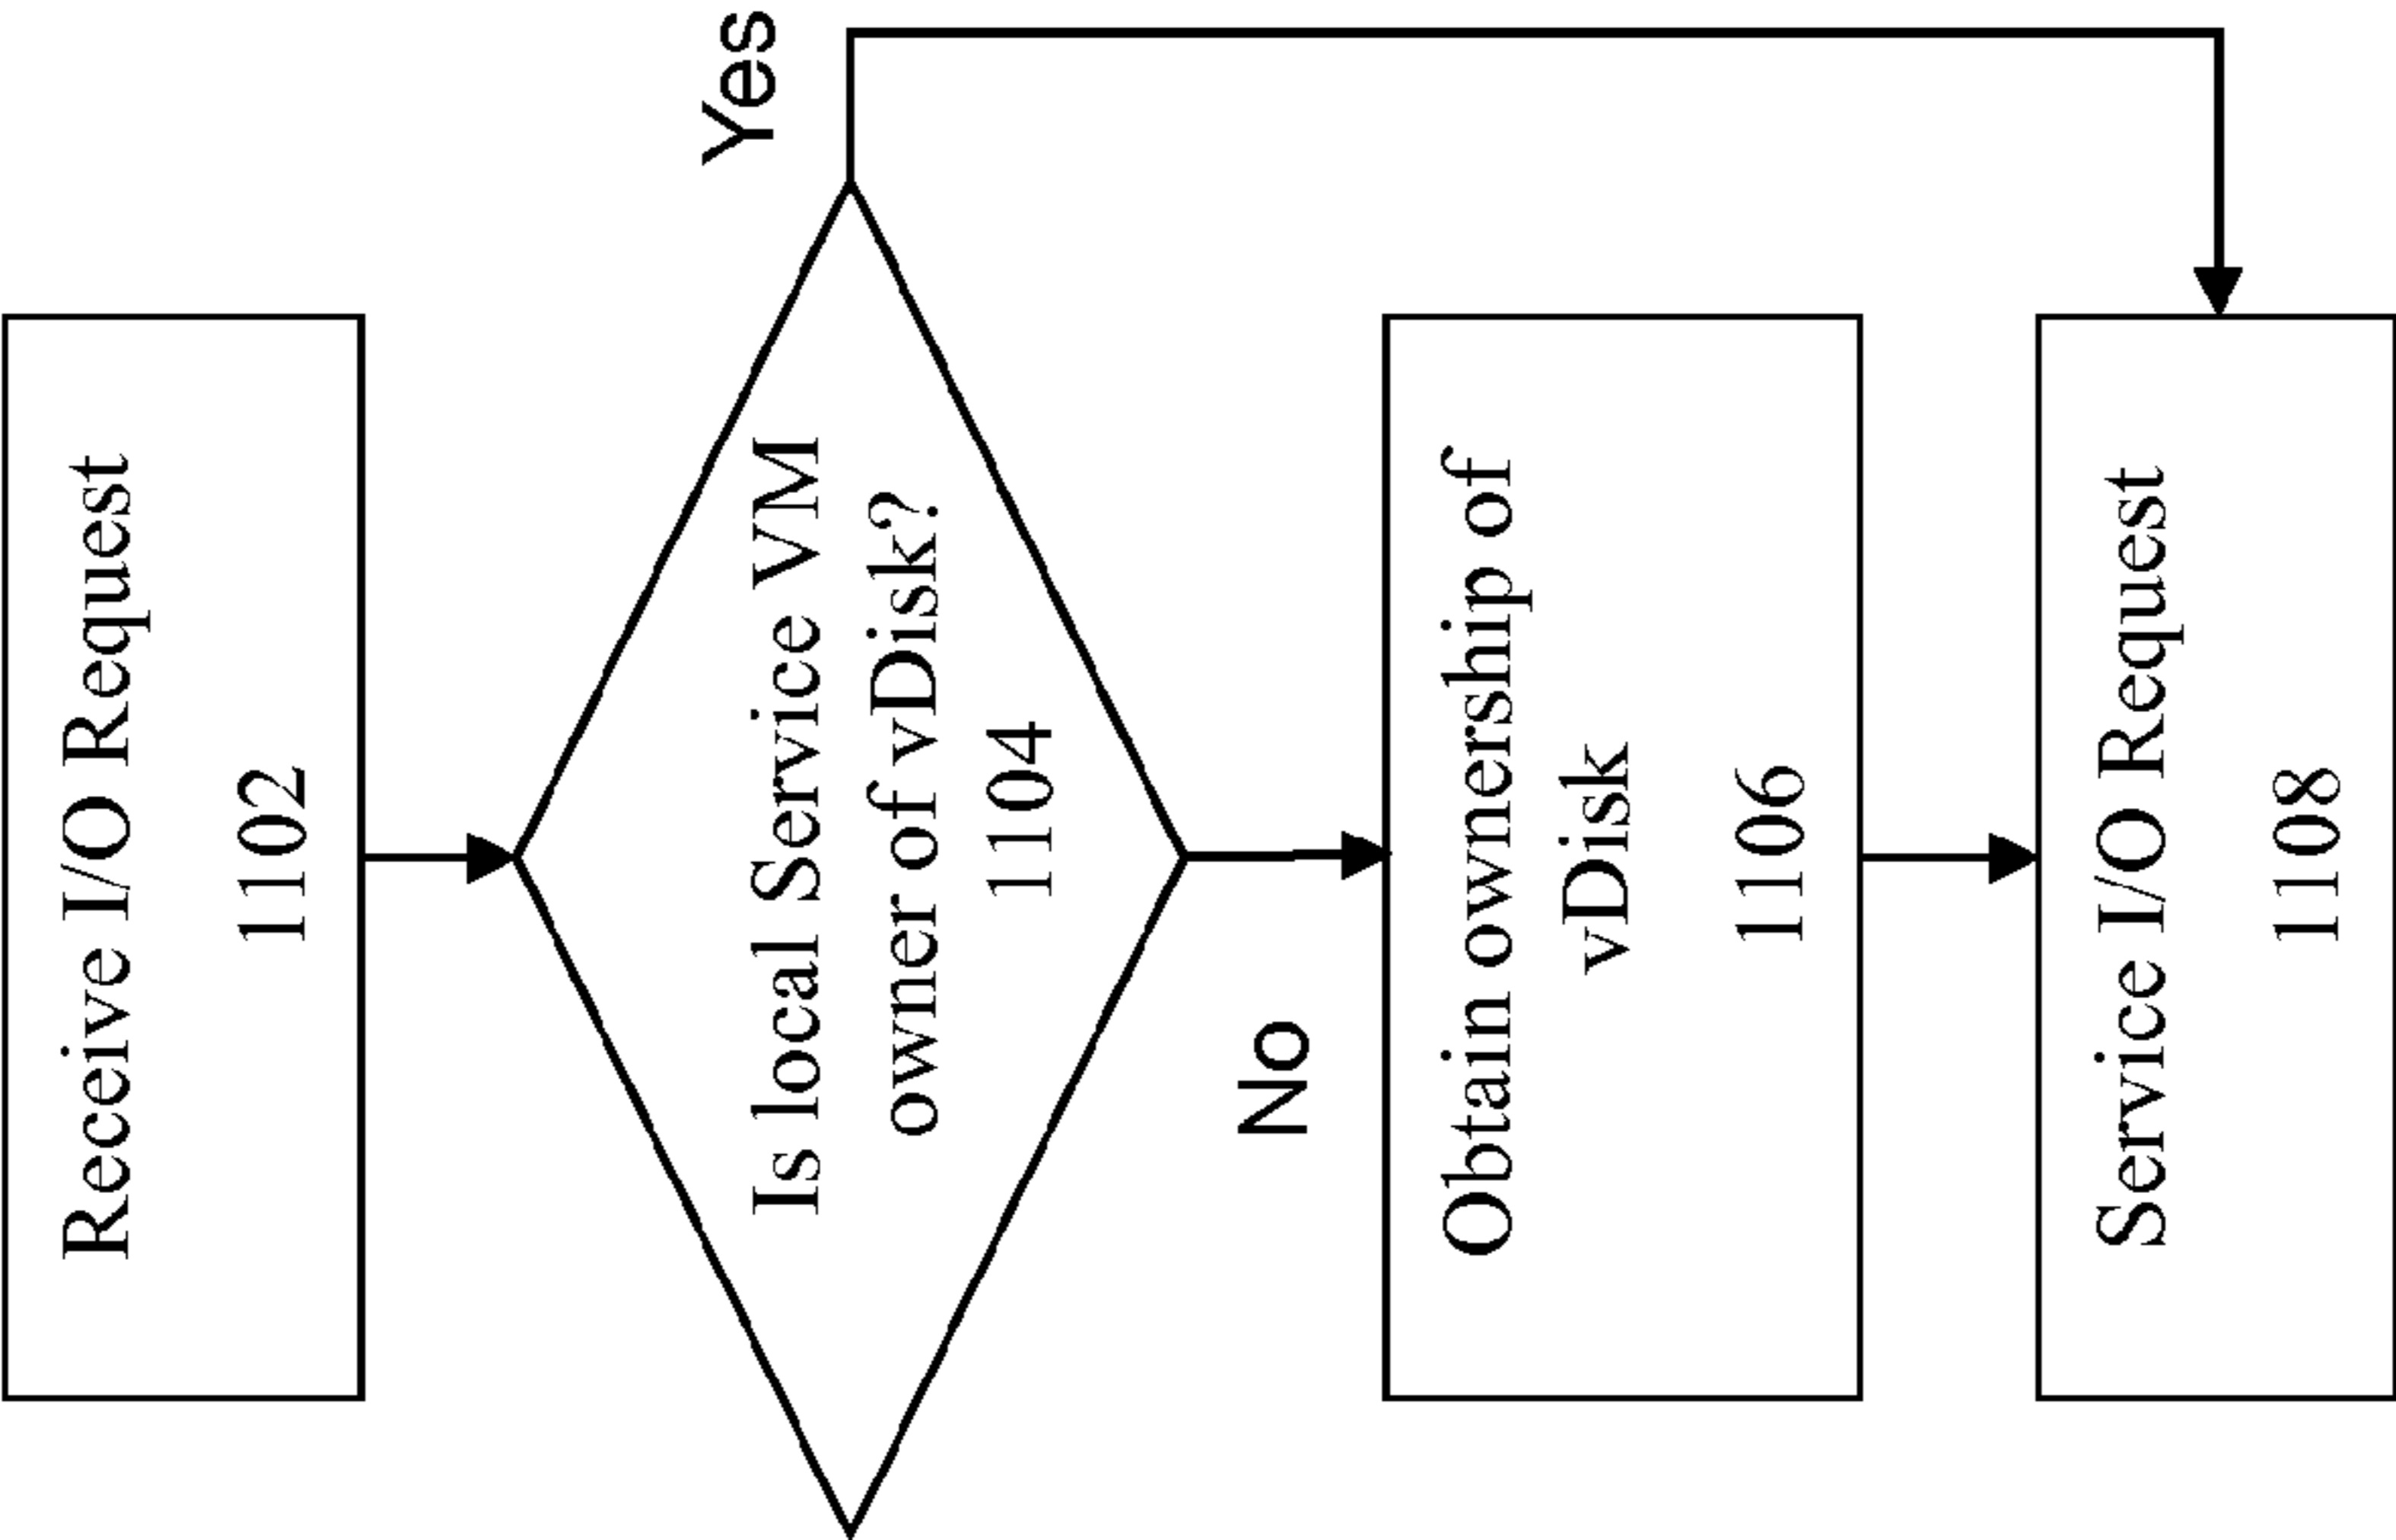 Receive I/O Request
1102
Is local Service VM
owner of vDisk?
1104
Yes
No
Obtain ownership of
vDisk
1106
Service I/O Request
1108